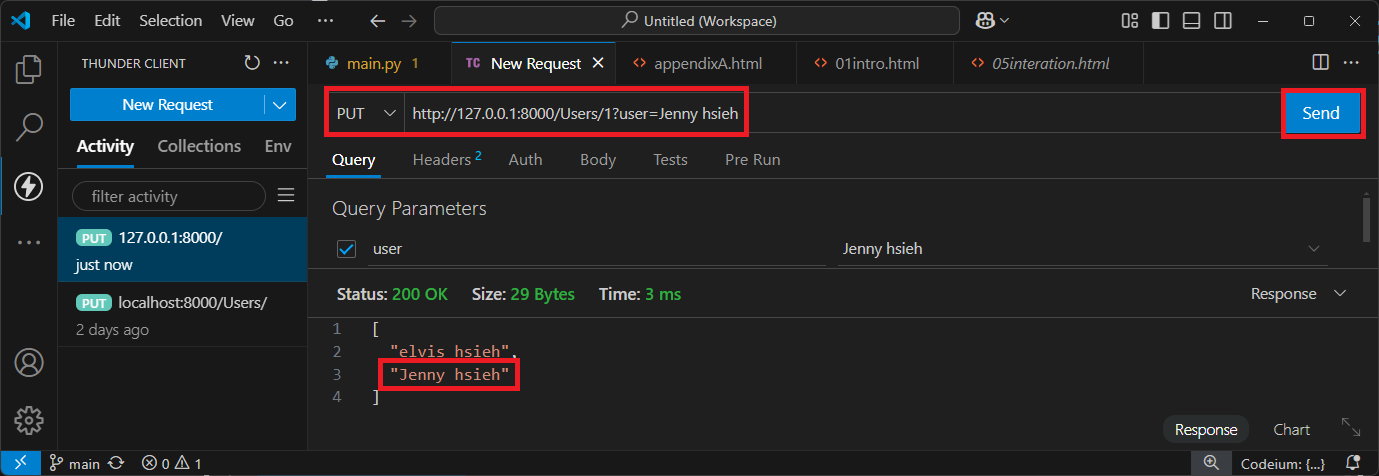 File Edit Selection View Go ··· Untitled (Workspace)
THUNDER CLIENT ···
main.py 1 TC New Request appendixA.html 01intro.html 05interation.html ···
New Request
PUT http://127.0.0.1:8000/Users/1?user=Jenny hsieh Send
Activity Collections Env
Query Headers 2 Auth Body Tests Pre Run
filter activity
Query Parameters
PUT 127.0.0.1:8000/
just now
user Jenny hsieh
PUT localhost:8000/Users/
2 days ago
Status: 200 OK Size: 29 Bytes Time: 3 ms Response
1 [
2 "elvis hsieh",
3 "Jenny hsieh"
4 ]
Response Chart
main 0 1 Codeium: {...}